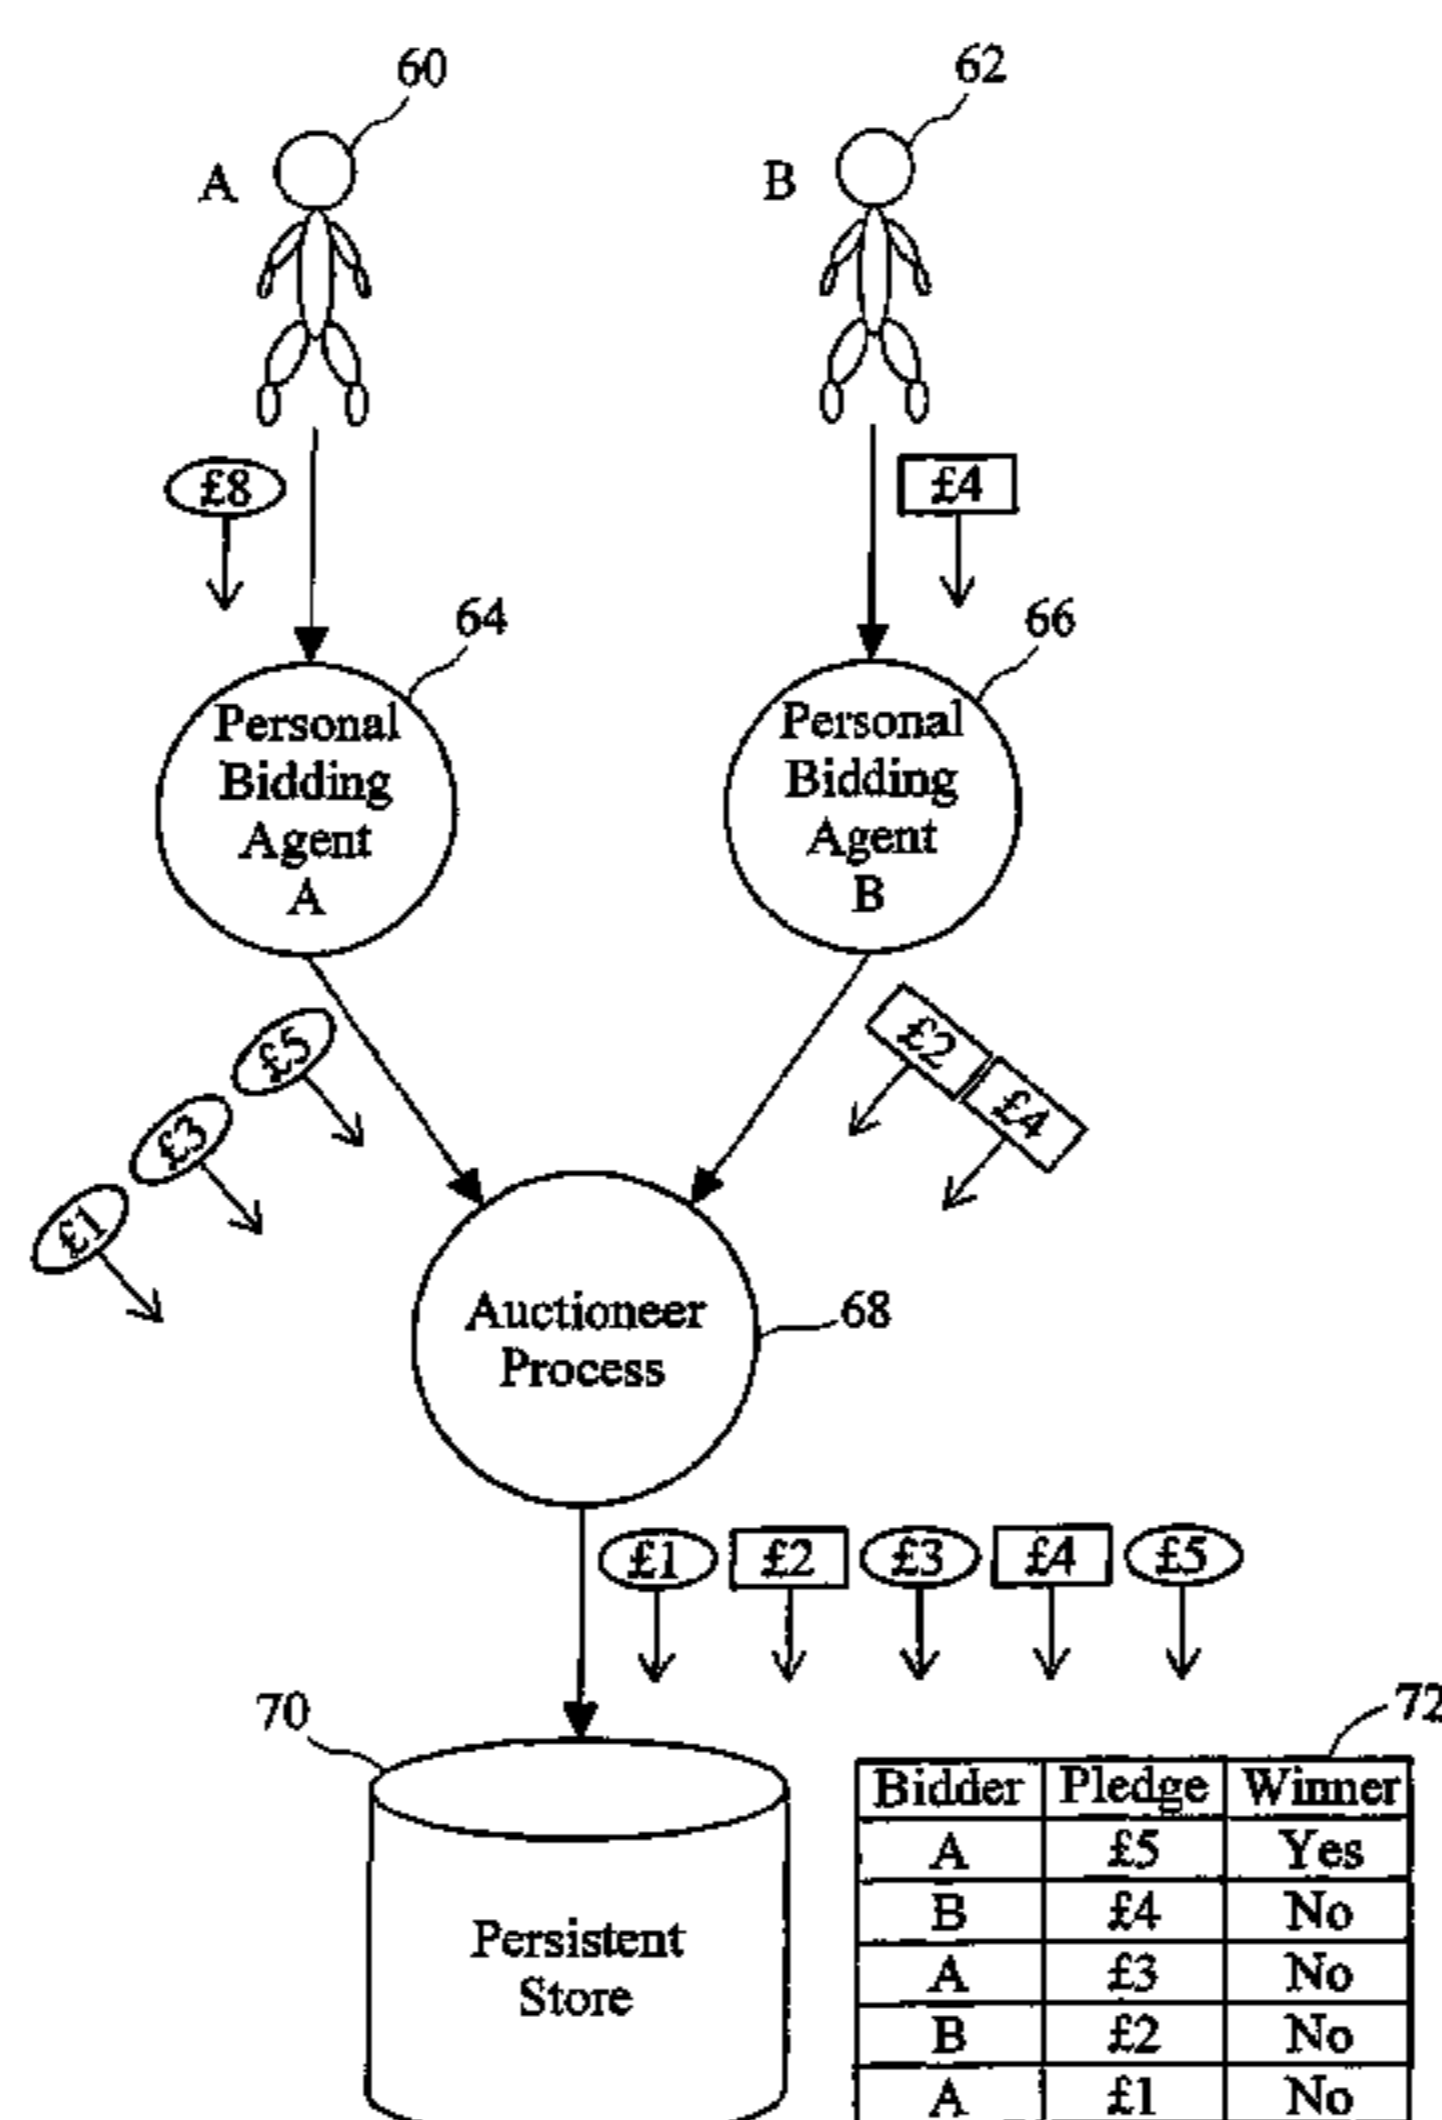 60
62
A
B
£8
£4
64
66
Personal
Bidding
Agent
A
Personal
Bidding
Agent
B
£5
£3
£1
£2
£4
Auctioneer
Process
68
£1 £2 £3 £4 £5
70
72
Bidder Pledge Winner
A £5 Yes
B £4 No
A £3 No
B £2 No
A £1 No
Persistent
Store